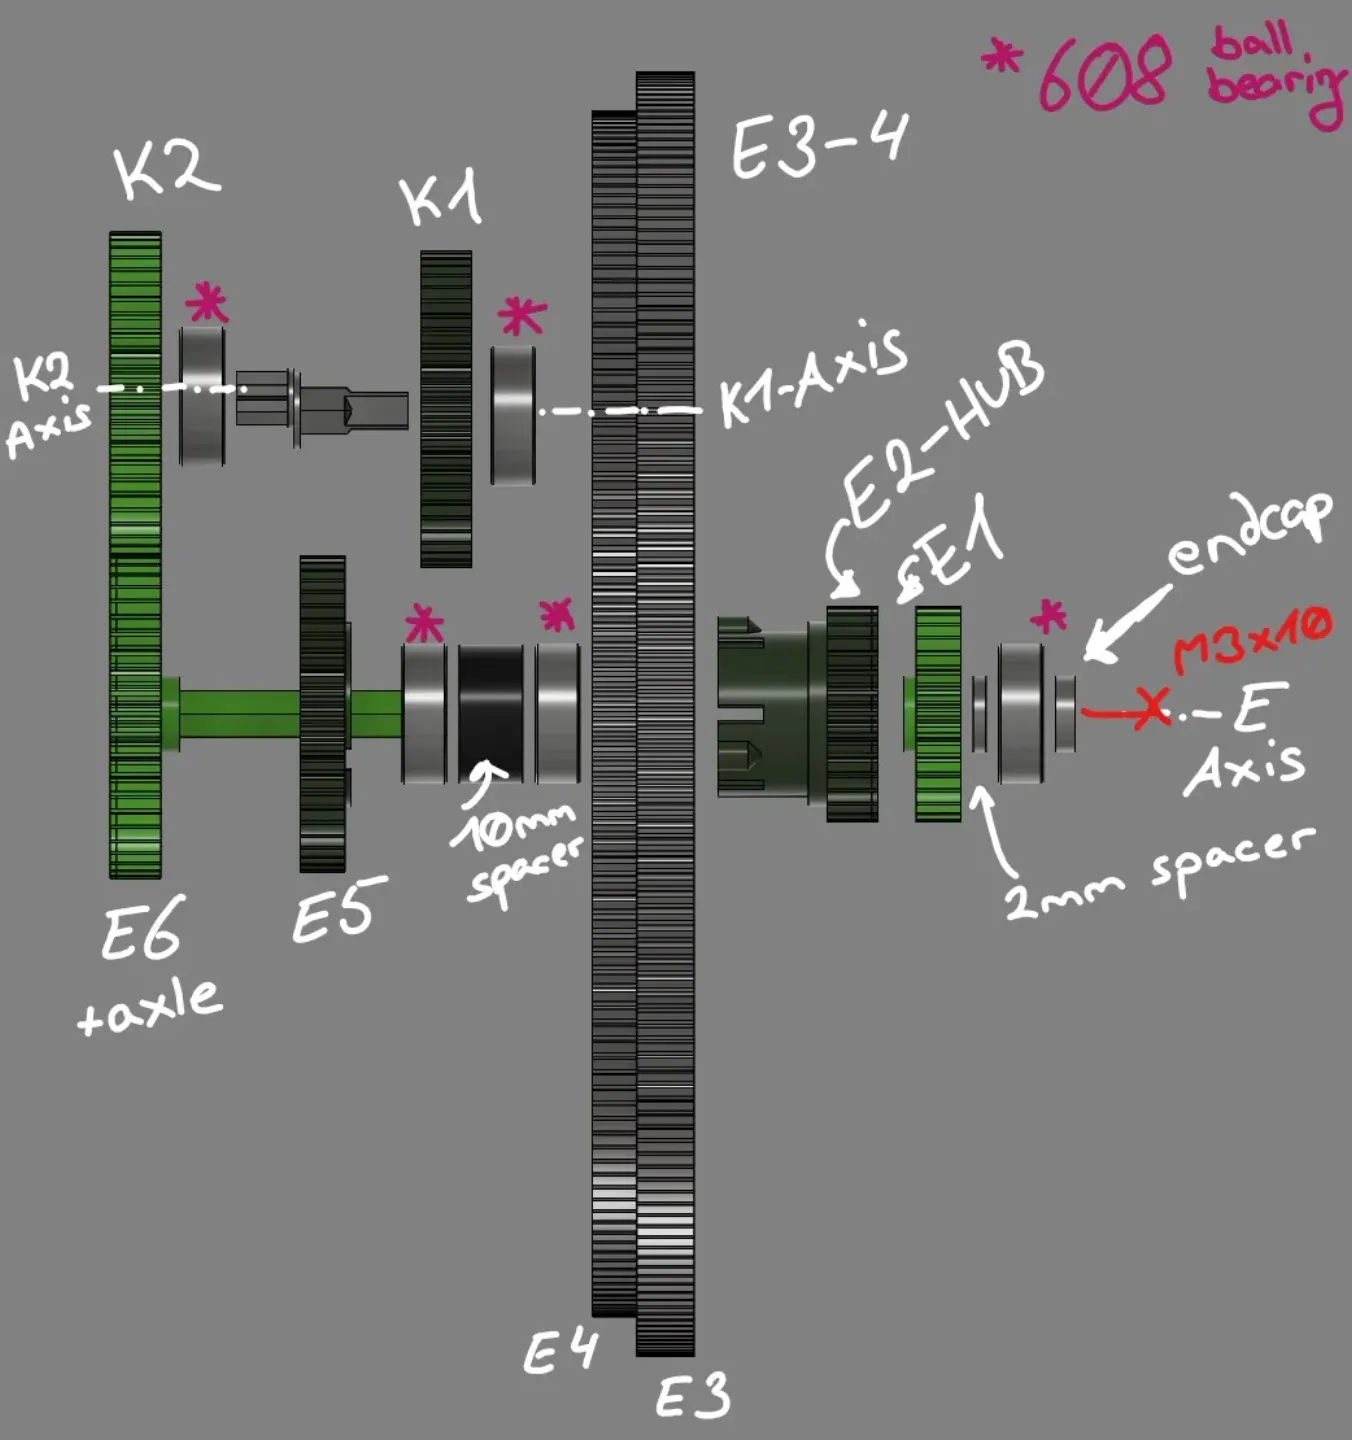 * 608 ball
bearing
E3-4
K2
K1
*
*
K2
Axis
K1-Axis
E2-HUB
E1
endcap
*
*
*
M3x10
E
Axis
10mm
spacer
2mm spacer
E6
+axle
E5
E4
E3